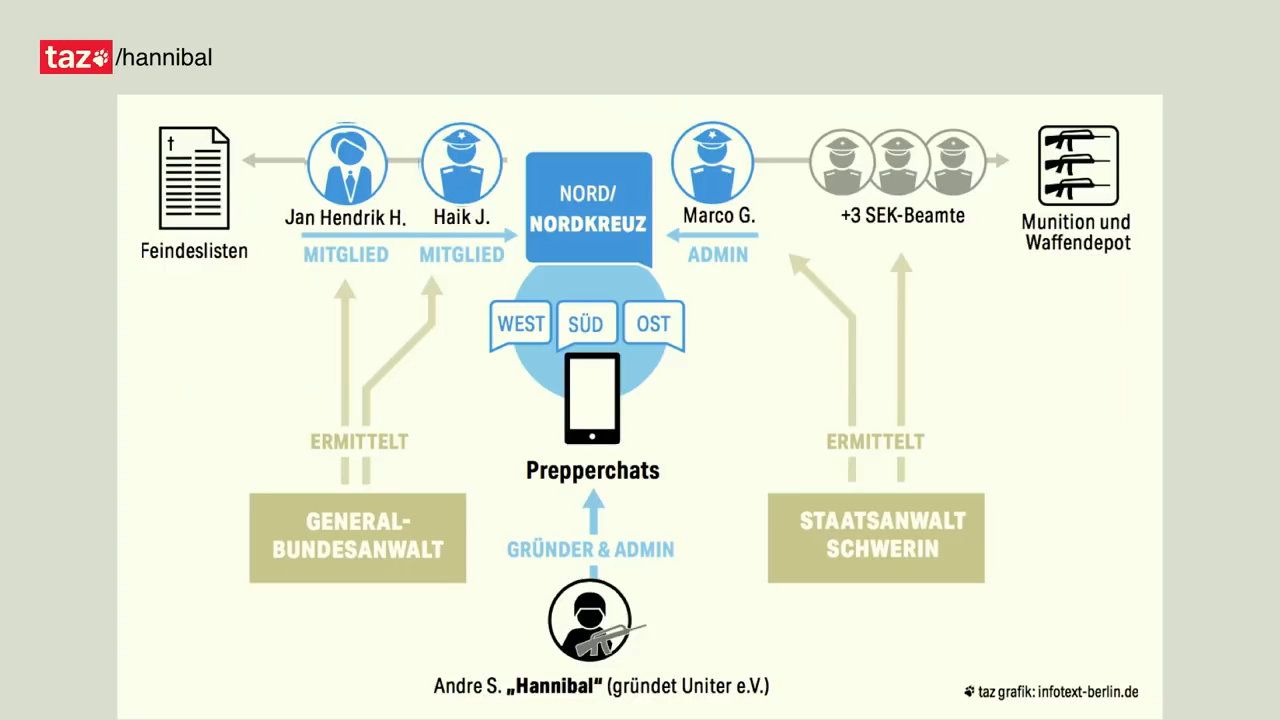 taz/hannibal
Feindeslisten
Jan Hendrik H.
Haik J.
MITGLIED
MITGLIED
NORD/
NORDKREUZ
Marco G.
ADMIN
+3 SEK-Beamte
Munition und
Waffendepot
WEST
SÜD
OST
ERMITTELT
ERMITTELT
Prepperchats
GENERAL-
BUNDESANWALT
GRÜNDER & ADMIN
STAATSANWALT
SCHWERIN
Andre S. „Hannibal“ (gründet Uniter e.V.)
taz grafik: infotext-berlin.de